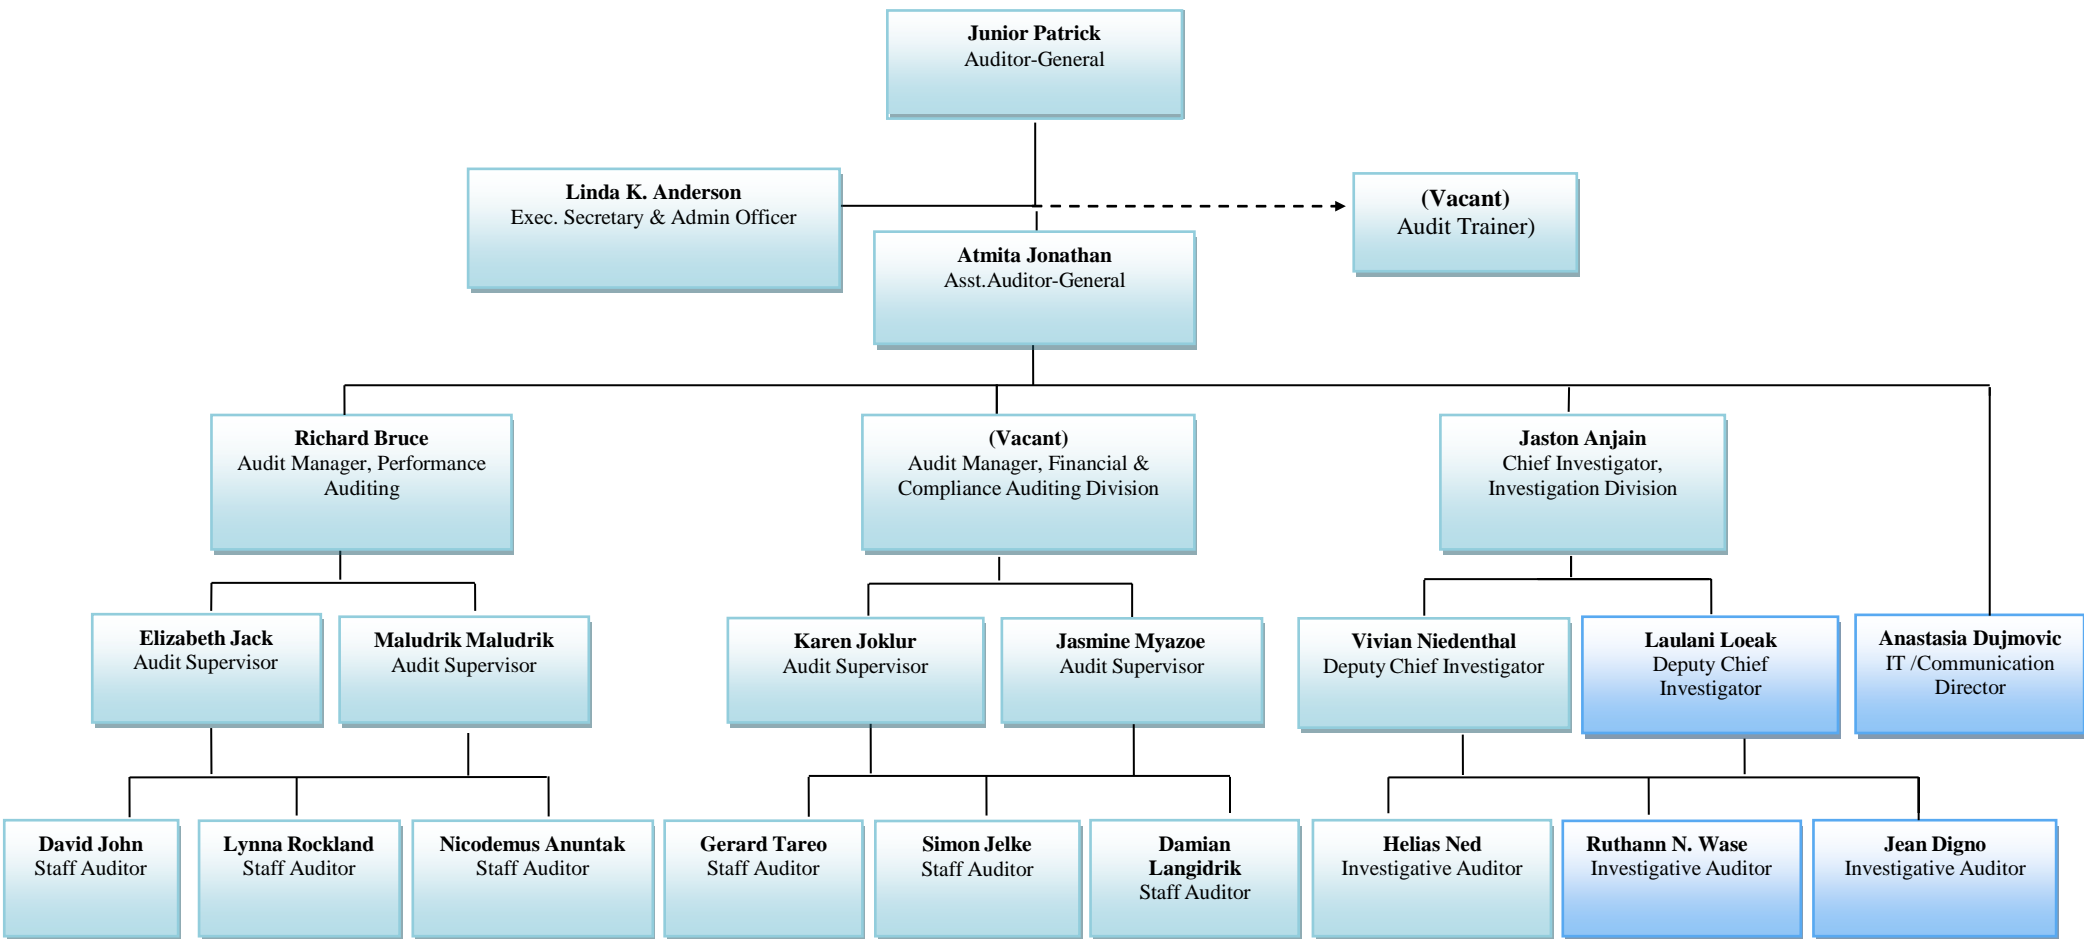 Junior Patrick
Auditor-General
Linda K. Anderson
Exec. Secretary & Admin Officer
(Vacant)
Audit Trainer)
Atmita Jonathan
Asst.Auditor-General
Richard Bruce
Audit Manager, Performance
Auditing
(Vacant)
Audit Manager, Financial &
Compliance Auditing Division
Jaston Anjain
Chief Investigator,
Investigation Division
Elizabeth Jack
Audit Supervisor
Maludrik Maludrik
Audit Supervisor
Karen Joklur
Audit Supervisor
Jasmine Myazoe
Audit Supervisor
Vivian Niedenthal
Deputy Chief Investigator
Laulani Loeak
Deputy Chief
Investigator
Anastasia Dujmovic
IT /Communication
Director
David John
Staff Auditor
Lynna Rockland
Staff Auditor
Nicodemus Anuntak
Staff Auditor
Gerard Tareo
Staff Auditor
Simon Jelke
Staff Auditor
Damian
Langidrik
Staff Auditor
Helias Ned
Investigative Auditor
Ruthann N. Wase
Investigative Auditor
Jean Digno
Investigative Auditor